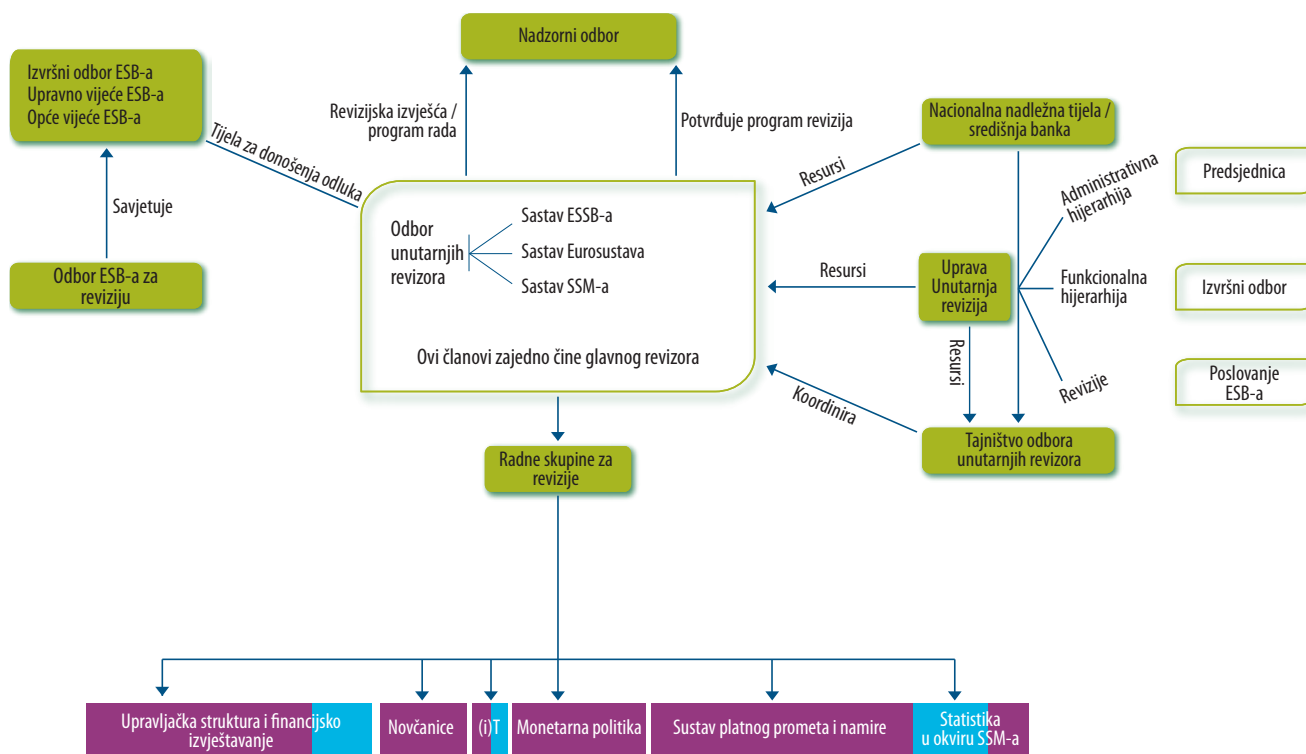 Nadzorni odbor
Izvršni odbor ESB-a
Upravno vijeće ESB-a
Opće vijeće ESB-a
Revizijska izvješća /
program rada
Potvrđuje program revizija
Nacionalna nadležna tijela /
središnja banka
Tijela za donošenja odluka
Resursi
Administrativna
hijerarhija
Predsjednica
Savjetuje
Odbor
unutarnjih
revizora
Sastav ESSB-a
Sastav Eurosustava
Sastav SSM-a
Odbor ESB-a za
reviziju
Resursi
Uprava
Unutarnja
revizija
Funkcionalna
hijerarhija
Izvršni odbor
Ovi članovi zajedno čine glavnog revizora
Resursi
Revizije
Poslovanje
ESB-a
Koordinira
Tajništvo odbora
unutarnjih revizora
Radne skupine za
revizije
Upravljačka struktura i financijsko
izvještavanje
Novčanice
(i)T
Monetarna politika
Sustav platnog prometa i namire
Statistika
u okviru SSM-a